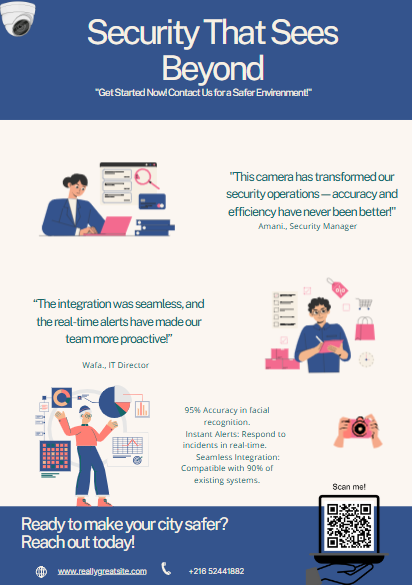 Security That Sees
Beyond
"Get Started Now! Contact Us for a Safer Envirenment!"
"This camera has transformed our
security operations — accuracy and
efficiency have never been better!"
Amani., Security Manager
"The integration was seamless, and
the real-time alerts have made our
team more proactive!"
Wafa., IT Director
95% Accuracy in facial
recognition.
Instant Alerts: Respond to
incidents in real-time.
Seamless Integration:
Compatible with 90% of
existing systems.
Scan me!
Ready to make your city safer?
Reach out today!
www.reallygreatsite.com
+216 52441882